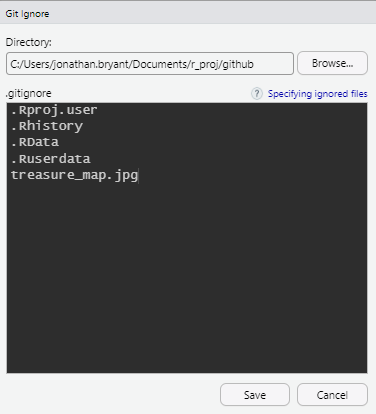 Git Ignore
Directory:
C:/Users/jonathan.bryant/Documents/r_proj/github
Browse...
.gitignore
? Specifying ignored files
.Rproj.user
.Rhistory
.RData
.Ruserdata
treasure_map.jpg
Save
Cancel